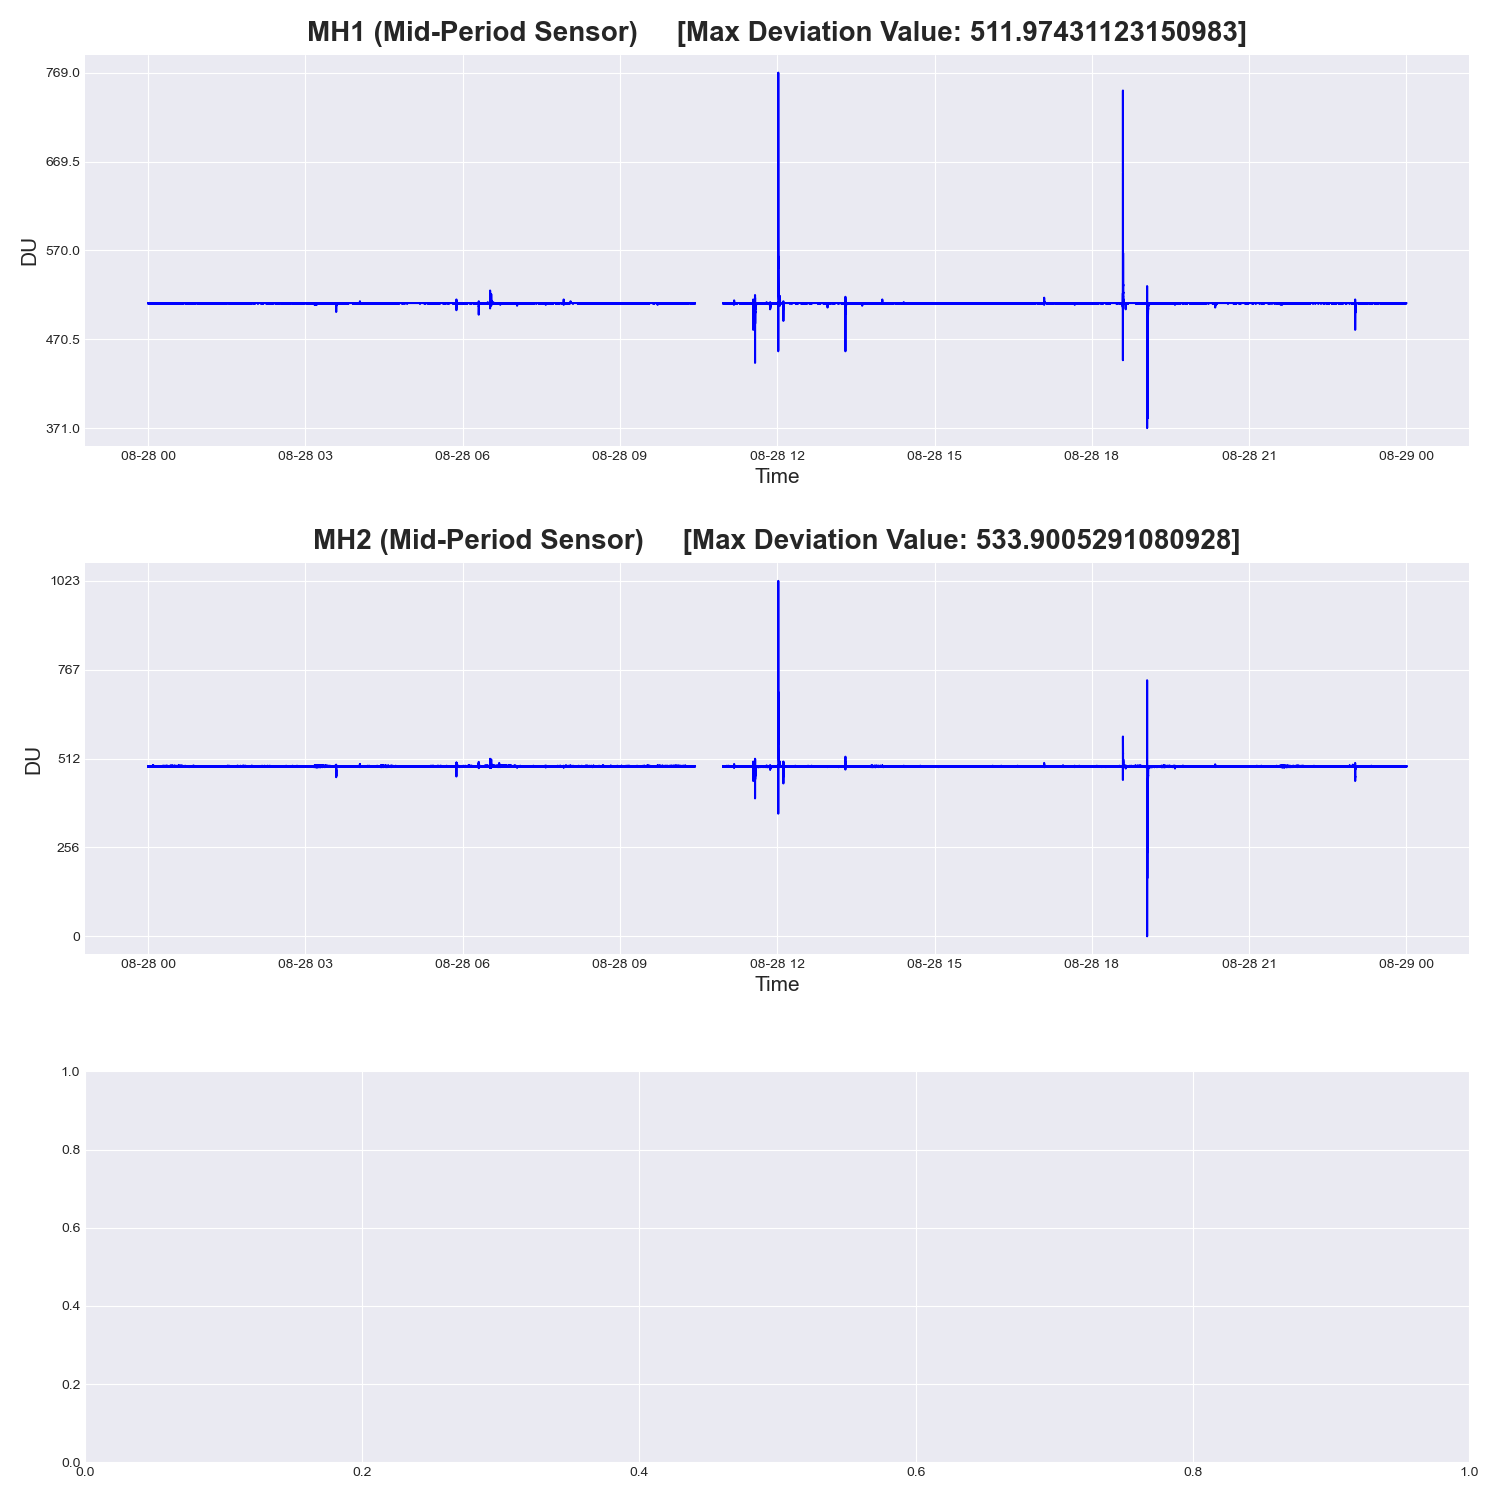 MH1 (Mid-Period Sensor) [Max Deviation Value: 511.97431123150983]
769.0
669.5
570.0
470.5
371.0
DU
08-28 00 08-28 03 08-28 06 08-28 09 08-28 12 08-28 15 08-28 18 08-28 21 08-29 00
Time
MH2 (Mid-Period Sensor) [Max Deviation Value: 533.9005291080928]
1023
767
512
256
0
DU
08-28 00 08-28 03 08-28 06 08-28 09 08-28 12 08-28 15 08-28 18 08-28 21 08-29 00
Time
1.0
0.8
0.6
0.4
0.2
0.0
0.0 0.2 0.4 0.6 0.8 1.0